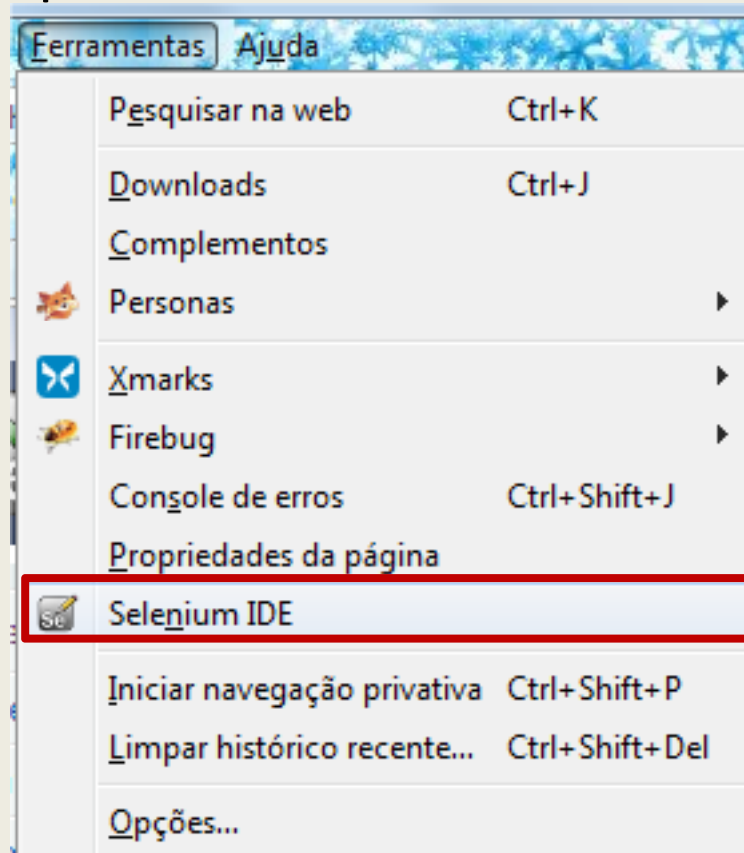 Ferramentas Ajuda
Pesquisar na web Ctrl+K
Downloads Ctrl+J
Complementos
Personas
Xmarks
Firebug
Console de erros Ctrl+Shift+J
Propriedades da página
Selenium IDE
Iniciar navegação privativa Ctrl+Shift+P
Limpar histórico recente... Ctrl+Shift+Del
Opções...